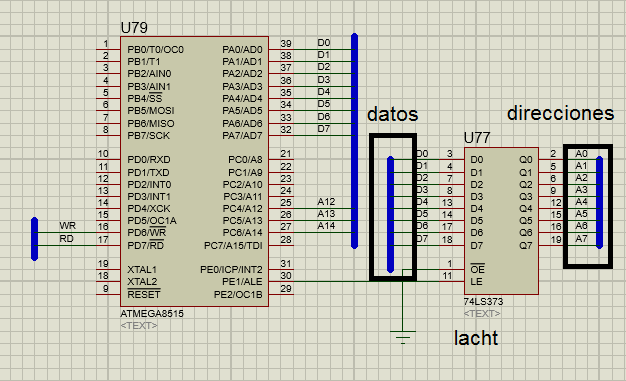 U79
1 PB0/T0/OC0 PA0/AD0 39 D0
2 PB1/T1 PA1/AD1 38 D1
3 PB2/AIN0 PA2/AD2 37 D2
4 PB3/AIN1 PA3/AD3 36 D3
5 PB4/SS PA4/AD4 35 D4
6 PB5/MOSI PA5/AD5 34 D5
7 PB6/MISO PA6/AD6 33 D6
8 PB7/SCK PA7/AD7 32 D7
10 PD0/RXD PC0/A8 21
11 PD1/TXD PC1/A9 22
12 PD2/INT0 PC2/A10 23
13 PD3/INT1 PC3/A11 24
14 PD4/XCK PC4/A12 25 A12
15 PD5/OC1A PC5/A13 26 A13
WR 16 PD6/WR PC6/A14 27 A14
RD 17 PD7/RD PC7/A15/TDI 28
19 XTAL1 PE0/ICP/INT2 31
18 XTAL2 PE1/ALE 30
9 RESET PE2/OC1B 29
ATMEGA8515
<TEXT>
datos
direcciones
U77
D0 3 D0 Q0 2 A0
D1 4 D1 Q1 5 A1
D2 7 D2 Q2 6 A2
D3 8 D3 Q3 9 A3
D4 13 D4 Q4 12 A4
D5 14 D5 Q5 15 A5
D6 17 D6 Q6 16 A6
D7 18 D7 Q7 19 A7
1 OE
11 LE
74LS373
<TEXT>
lacht